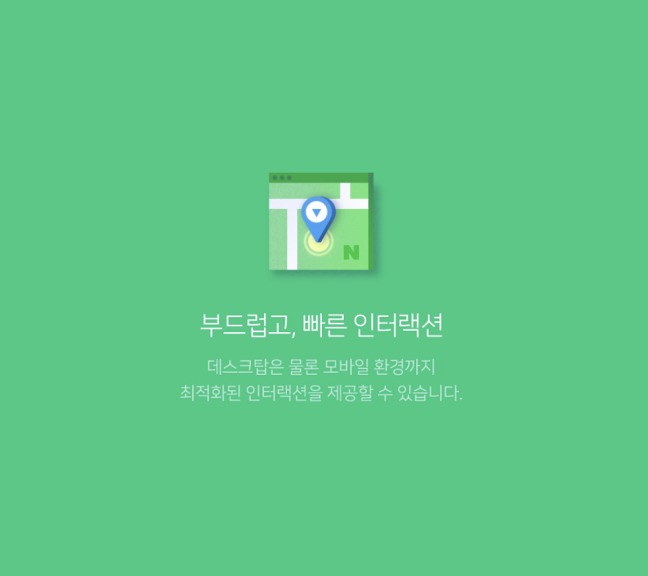 N
부드럽고, 빠른 인터랙션
데스크탑은 물론 모바일 환경까지
최적화된 인터랙션을 제공할 수 있습니다.